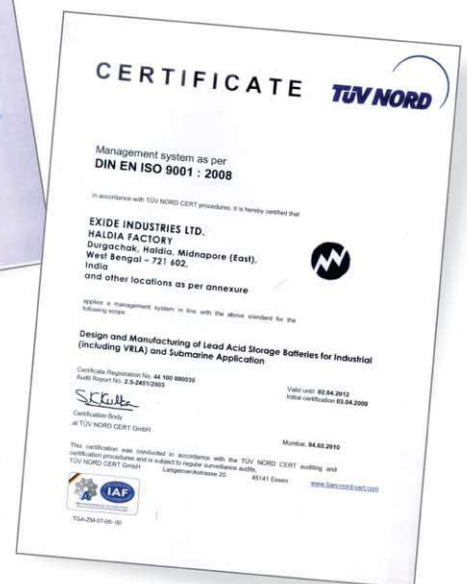 CERTIFICATE
TÜV NORD
Management system as per
DIN EN ISO 9001 : 2008
In accordance with TÜV NORD CERT procedures, it is hereby certified that
EXIDE INDUSTRIES LTD.
HALDIA FACTORY
Durgachak, Haldia, Midnapore (East),
West Bengal – 721 602,
India
and other locations as per annexure
applies a management system in line with the above standard for the
following scope
Design and Manufacturing of Lead Acid Storage Batteries for Industrial
(including VRLA) and Submarine Application
Certificate Registration No. 44 100 090030
Audit Report No. 2.5-2451/2003
Valid until 02.04.2012
Initial certification 03.04.2009
Certification Body
at TÜV NORD CERT GmbH
Mumbai, 04.03.2010
This certification was conducted in accordance with the TÜV NORD CERT auditing and
certification procedures and is subject to regular surveillance audits.
TÜV NORD CERT GmbH Langemarckstrasse 20 45141 Essen www.tuev-nord-cert.com
IAF
TGA-ZM-07-06-00